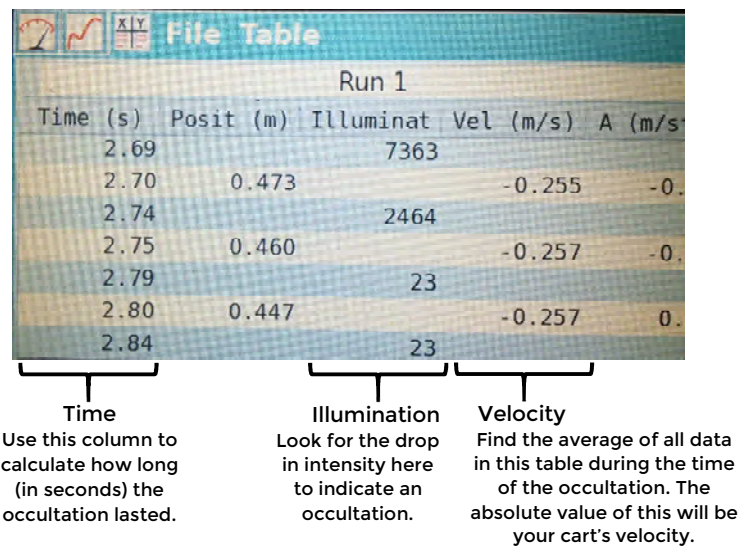 X Y File Table
Run 1
Time (s) Posit (m) Illuminat Vel (m/s) A (m/s
2.69 7363
2.70 0.473 -0.255 -0.
2.74 2464
2.75 0.460 -0.257 -0.
2.79 23
2.80 0.447 -0.257 0.
2.84 23
Time
Use this column to
calculate how long
(in seconds) the
occultation lasted.
Illumination
Look for the drop
in intensity here
to indicate an
occultation.
Velocity
Find the average of all data
in this table during the time
of the occultation. The
absolute value of this will be
your cart's velocity.